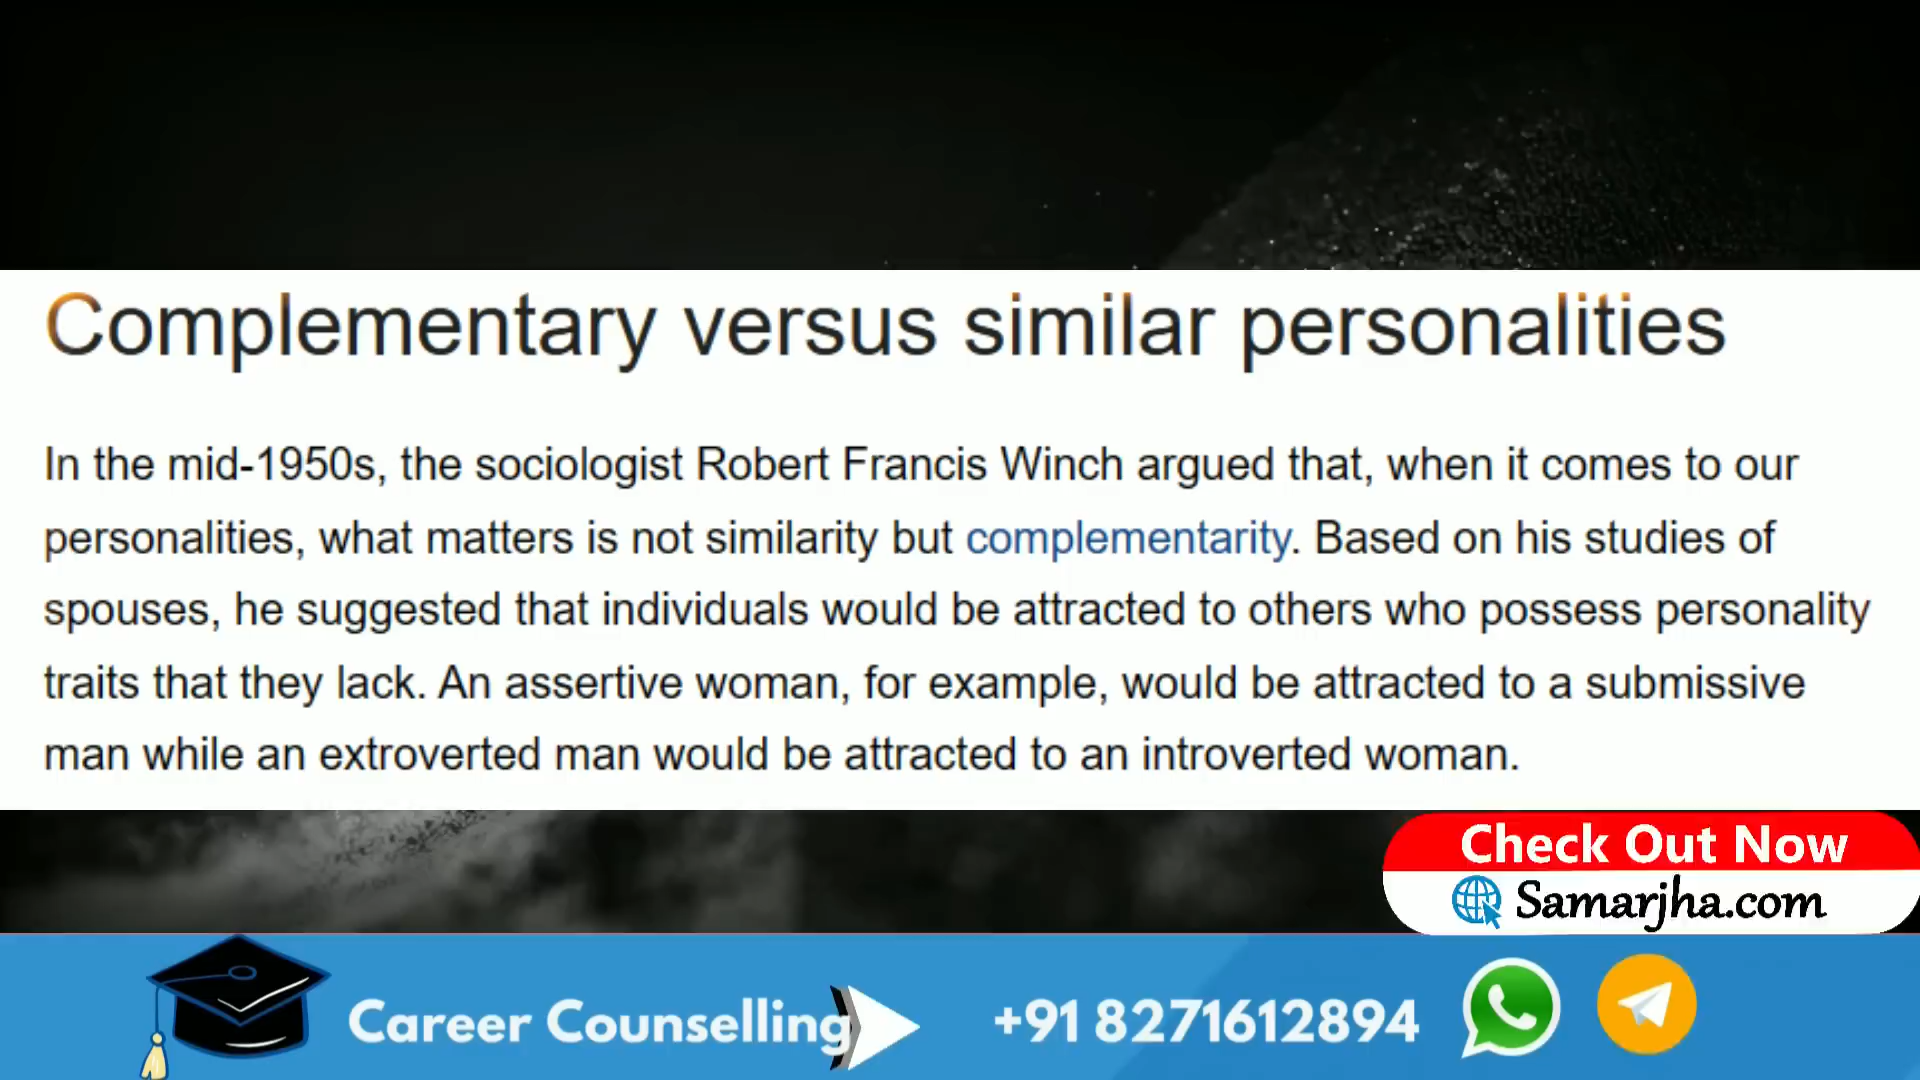 Complementary versus similar personalities
In the mid-1950s, the sociologist Robert Francis Winch argued that, when it comes to our
personalities, what matters is not similarity but complementarity. Based on his studies of
spouses, he suggested that individuals would be attracted to others who possess personality
traits that they lack. An assertive woman, for example, would be attracted to a submissive
man while an extroverted man would be attracted to an introverted woman.
Check Out Now
Samarjha.com
Career Counselling
+91 8271612894